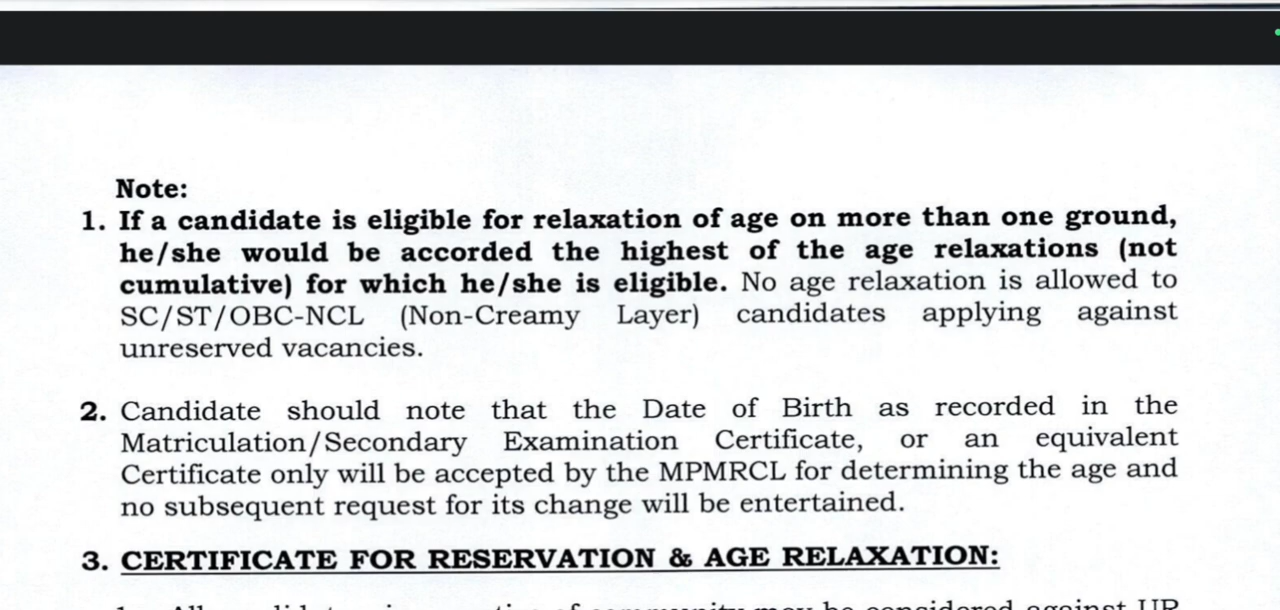 Note:
1. If a candidate is eligible for relaxation of age on more than one ground,
he/she would be accorded the highest of the age relaxations (not
cumulative) for which he/she is eligible. No age relaxation is allowed to
SC/ST/OBC-NCL (Non-Creamy Layer) candidates applying against
unreserved vacancies.
2. Candidate should note that the Date of Birth as recorded in the
Matriculation/Secondary Examination Certificate, or an equivalent
Certificate only will be accepted by the MPMRCL for determining the age and
no subsequent request for its change will be entertained.
3. CERTIFICATE FOR RESERVATION & AGE RELAXATION: